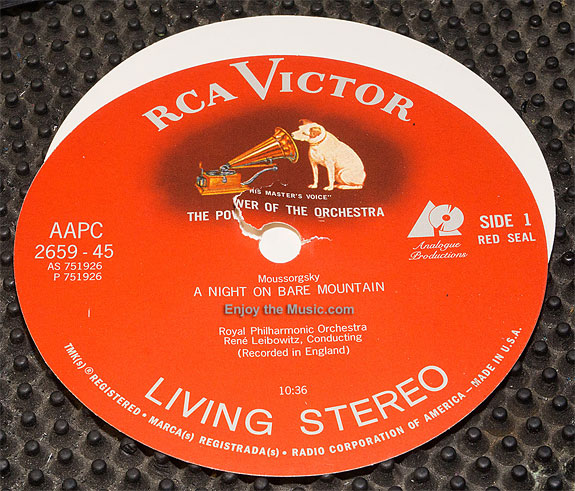 RCA VICTOR
"HIS MASTER'S VOICE"
THE POWER OF THE ORCHESTRA
AAPC
2659 - 45
AS 751926
P 751926
Analogue
Productions
SIDE 1
RED SEAL
Moussorgsky
A NIGHT ON BARE MOUNTAIN
Enjoy the Music.com
Royal Philharmonic Orchestra
René Leibowitz, Conducting
(Recorded in England)
10:36
LIVING STEREO
TMK(s) ® REGISTERED • MARCA(s) REGISTRADA(s) • RADIO CORPORATION OF AMERICA – MADE IN U.S.A.